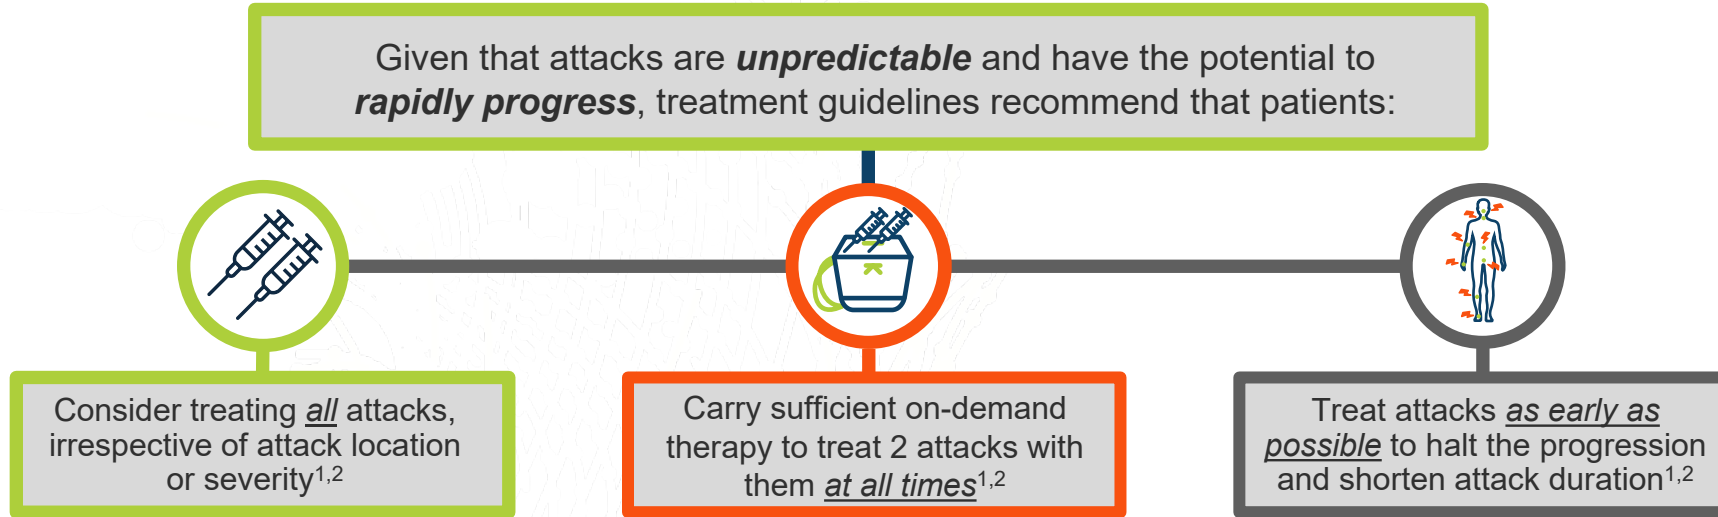 Given that attacks are unpredictable and have the potential to
rapidly progress, treatment guidelines recommend that patients:
Consider treating all attacks,
irrespective of attack location
or severity1,2
Carry sufficient on-demand
therapy to treat 2 attacks with
them at all times1,2
Treat attacks as early as
possible to halt the progression
and shorten attack duration1,2